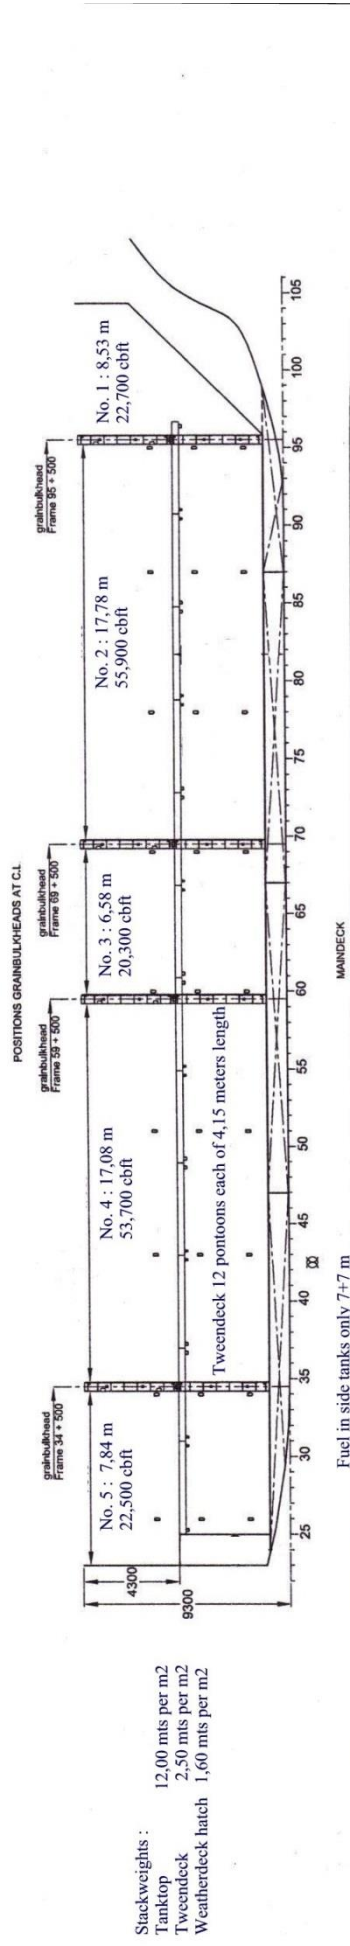 POSITIONS GRAINBULKHEADS AT C.L.
grainbulkhead
Frame 34 + 500
grainbulkhead
Frame 59 + 500
grainbulkhead
Frame 69 + 500
grainbulkhead
Frame 95 + 500
No. 5 : 7,84 m
22,500 cbft
No. 4 : 17,08 m
53,700 cbft
No. 3 : 6,58 m
20,300 cbft
No. 2 : 17,78 m
55,900 cbft
No. 1 : 8,53 m
22,700 cbft
4300
9300
Tweendeck 12 pontoons each of 4,15 meters length
25 30 35 40 45 50 55 60 65 70 75 80 85 90 95 100 105
MAINDECK
Fuel in side tanks only 7+7 m
Stackweights :
Tanktop 12,00 mts per m2
Tweendeck 2,50 mts per m2
Weatherdeck hatch 1,60 mts per m2